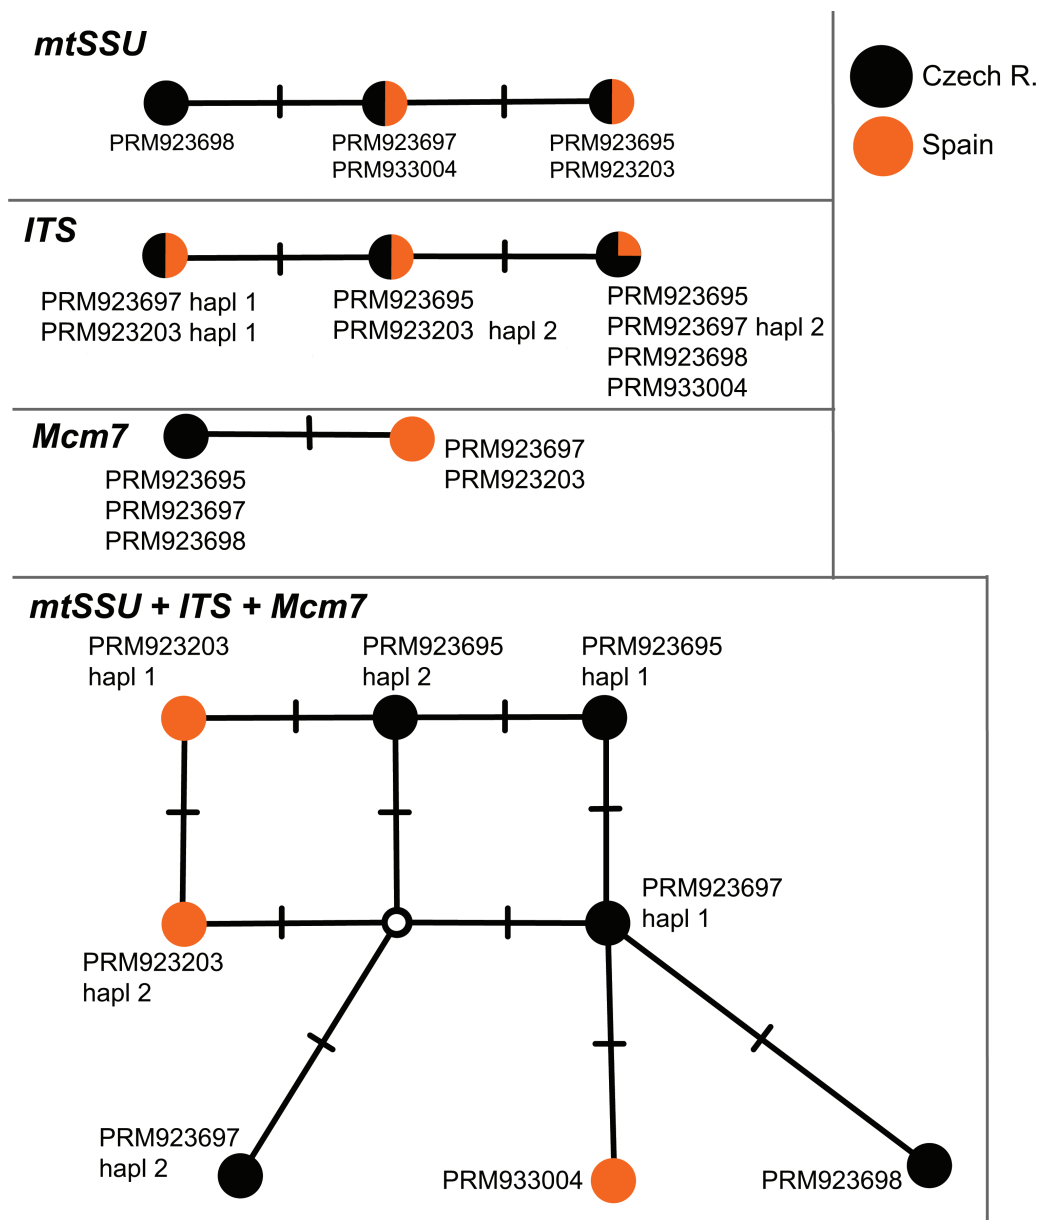 mtSSU
Czech R.
Spain
PRM923698
PRM923697
PRM933004
PRM923695
PRM923203
ITS
PRM923697 hapl 1
PRM923203 hapl 1
PRM923695
PRM923203 hapl 2
PRM923695
PRM923697 hapl 2
PRM923698
PRM933004
Mcm7
PRM923695
PRM923697
PRM923698
PRM923697
PRM923203
mtSSU + ITS + Mcm7
PRM923203
hapl 1
PRM923695
hapl 2
PRM923695
hapl 1
PRM923697
hapl 1
PRM923203
hapl 2
PRM923697
hapl 2
PRM933004
PRM923698